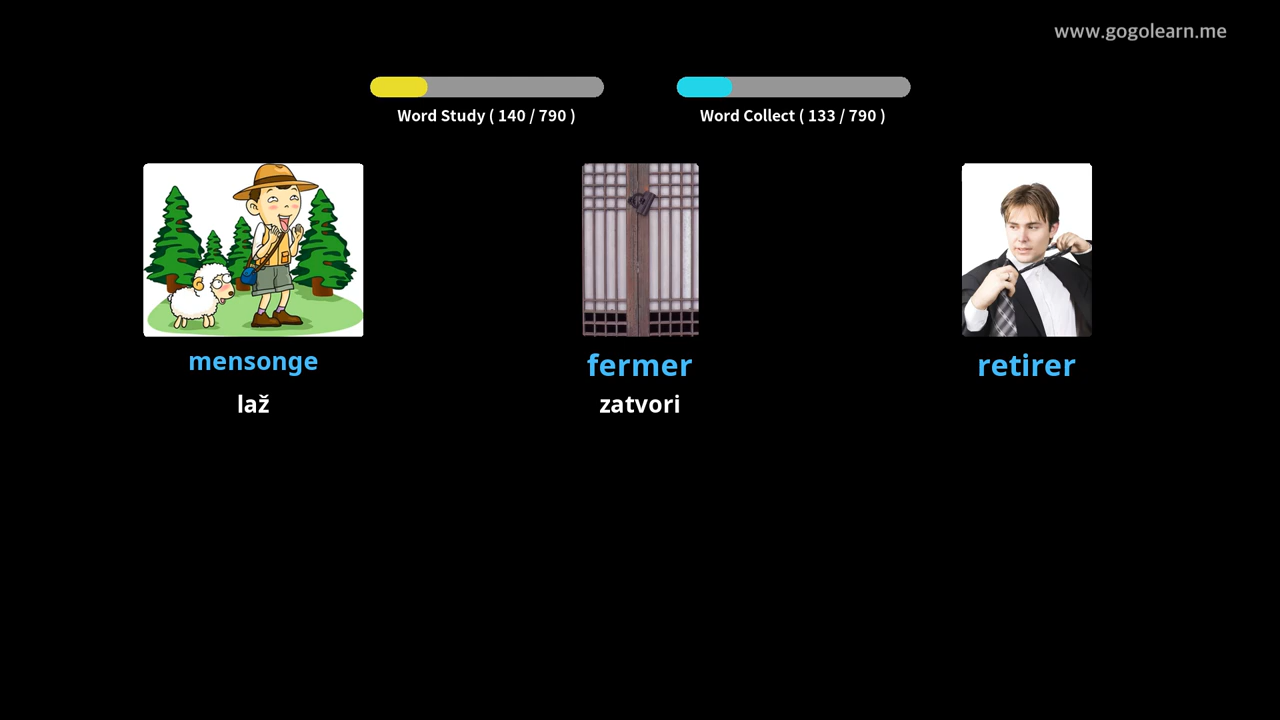 www.gogolearn.me
Word Study ( 140 / 790 )
Word Collect ( 133 / 790 )
mensonge
fermer
retirer
laž
zatvori